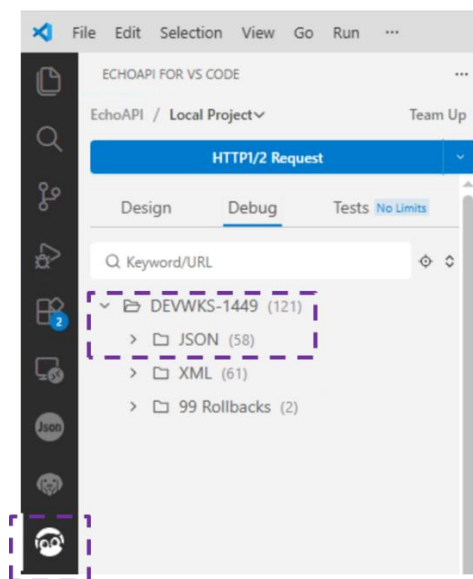 File Edit Selection View Go Run ···
ECHOAPI FOR VS CODE ···
EchoAPI / Local Project Team Up
HTTP1/2 Request
Design Debug Tests No Limits
Keyword/URL
DEVWKS-1449 (121)
JSON (58)
2
XML (61)
99 Rollbacks (2)
Json